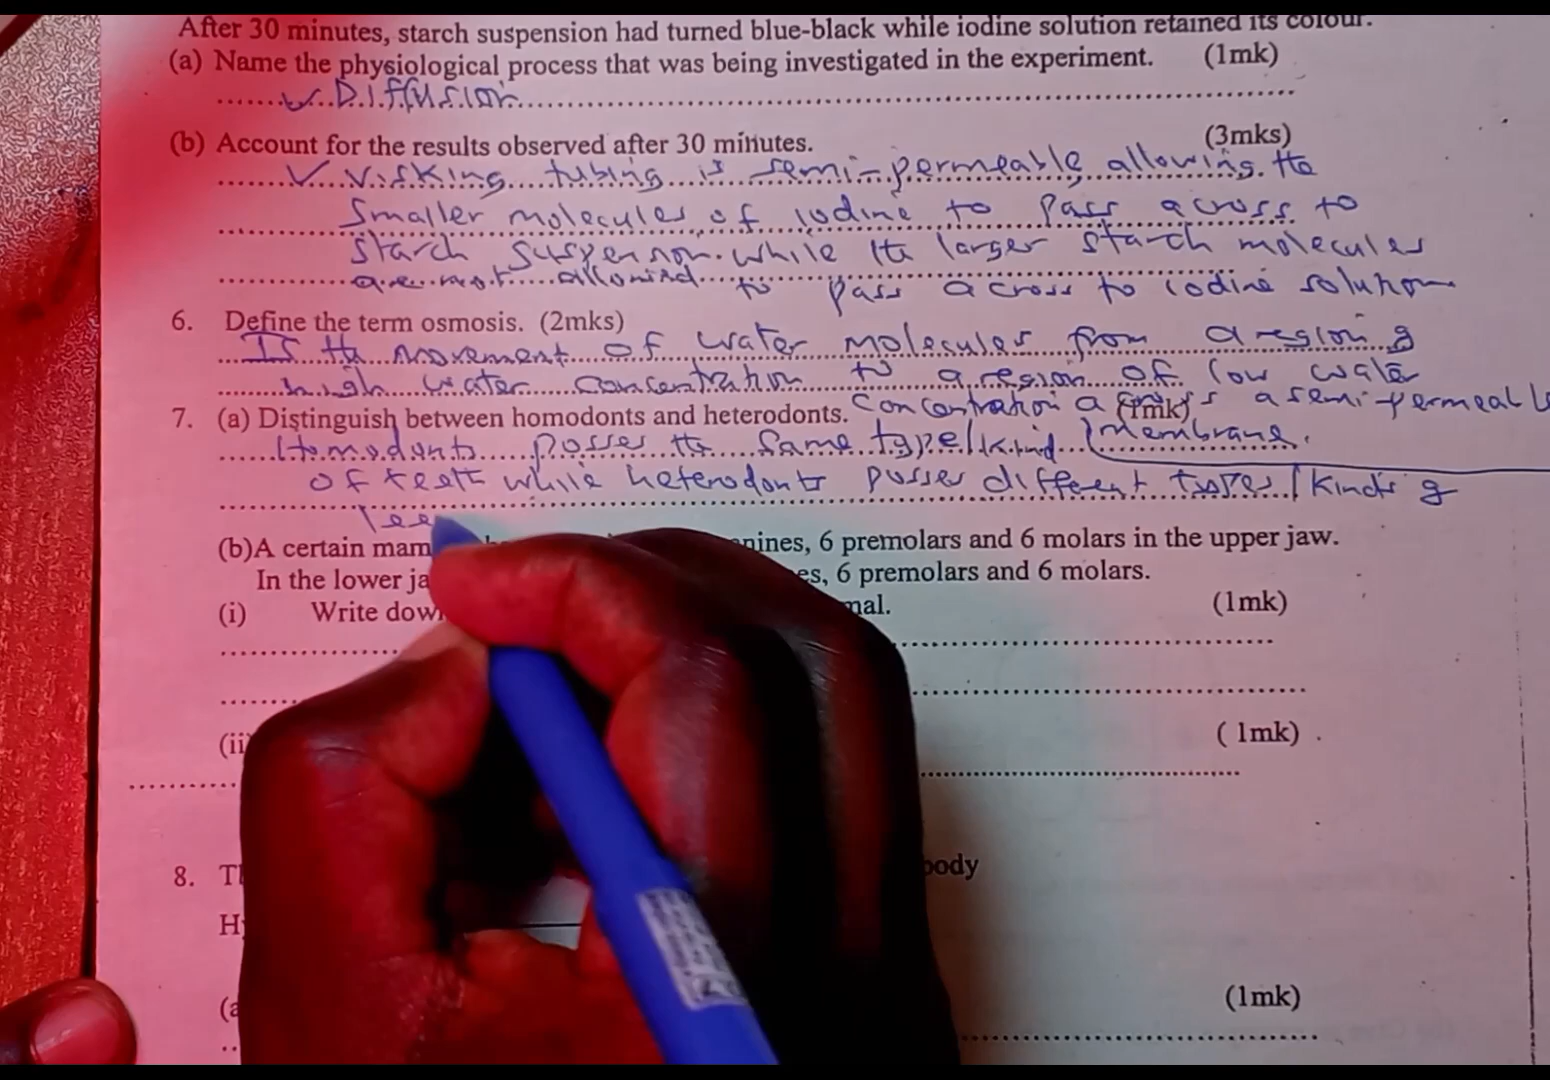 After 30 minutes, starch suspension had turned blue-black while iodine solution retained its colour.
(a) Name the physiological process that was being investigated in the experiment. (1mk)
Diffusion
(b) Account for the results observed after 30 minutes. (3mks)
Visking tubing is semi-permeable allowing the
smaller molecules of iodine to pass across to
starch suspension while the larger starch molecules
are not allowed to pass across to iodine solution
6. Define the term osmosis. (2mks)
Is the movement of water molecules from a region of
high water concentration to a region of low water
concentration across a semi-permeable
7. (a) Distinguish between homodonts and heterodonts. (1mk)
membrane.
Homodonts posses the same type/kind
of teeth while heterodonts posses different types/kinds of
tee
(b)A certain mam nines, 6 premolars and 6 molars in the upper jaw.
In the lower ja es, 6 premolars and 6 molars.
(i) Write down mal. (1mk)
(ii) ( 1mk) .
8. T body
H
(a (1mk)